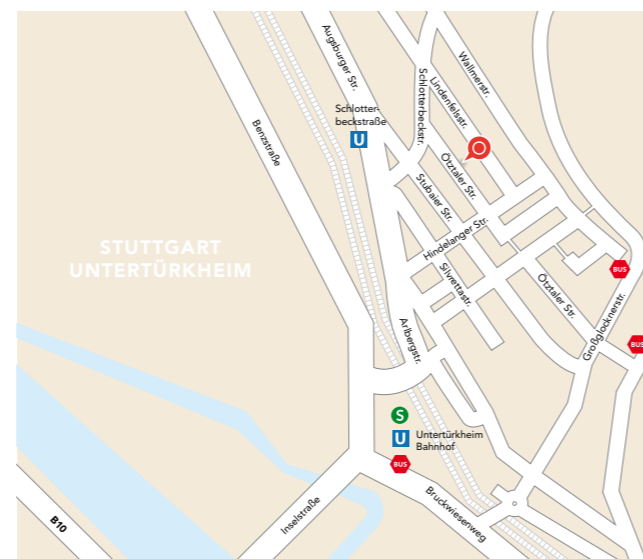 Augsburger Str.
Wallmerstr.
Lindenfelsstr.
Schlotterbeckstr.
Schlotter-
beckstraße
U
Benzstraße
Ötztaler Str.
Stubaier Str.
Hindelanger Str.
STUTTGART
UNTERTÜRKHEIM
Silvrettastr.
BUS
Ötztaler Str.
Großglocknerstr.
Arlbergstr.
BUS
S
U
Untertürkheim
Bahnhof
BUS
Bruckwiesenweg
Inselstraße
B10